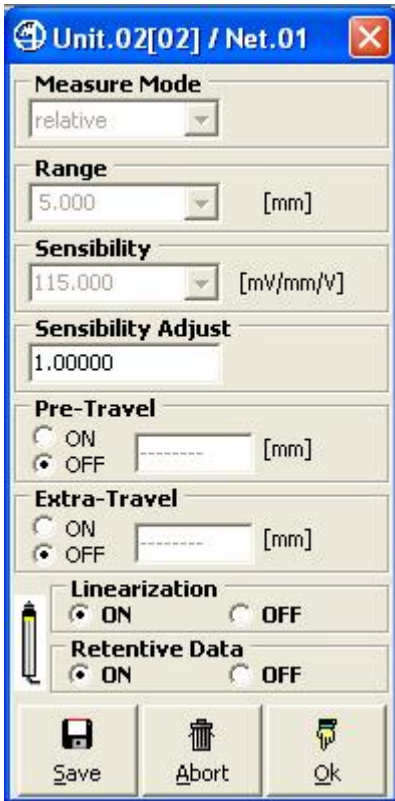 Unit.02[02] / Net.01
Measure Mode
relative
Range
5.000 [mm]
Sensibility
115.000 [mV/mm/V]
Sensibility Adjust
1.00000
Pre-Travel
ON
OFF -------- [mm]
Extra-Travel
ON
OFF -------- [mm]
Linearization
ON OFF
Retentive Data
ON OFF
Save Abort Ok